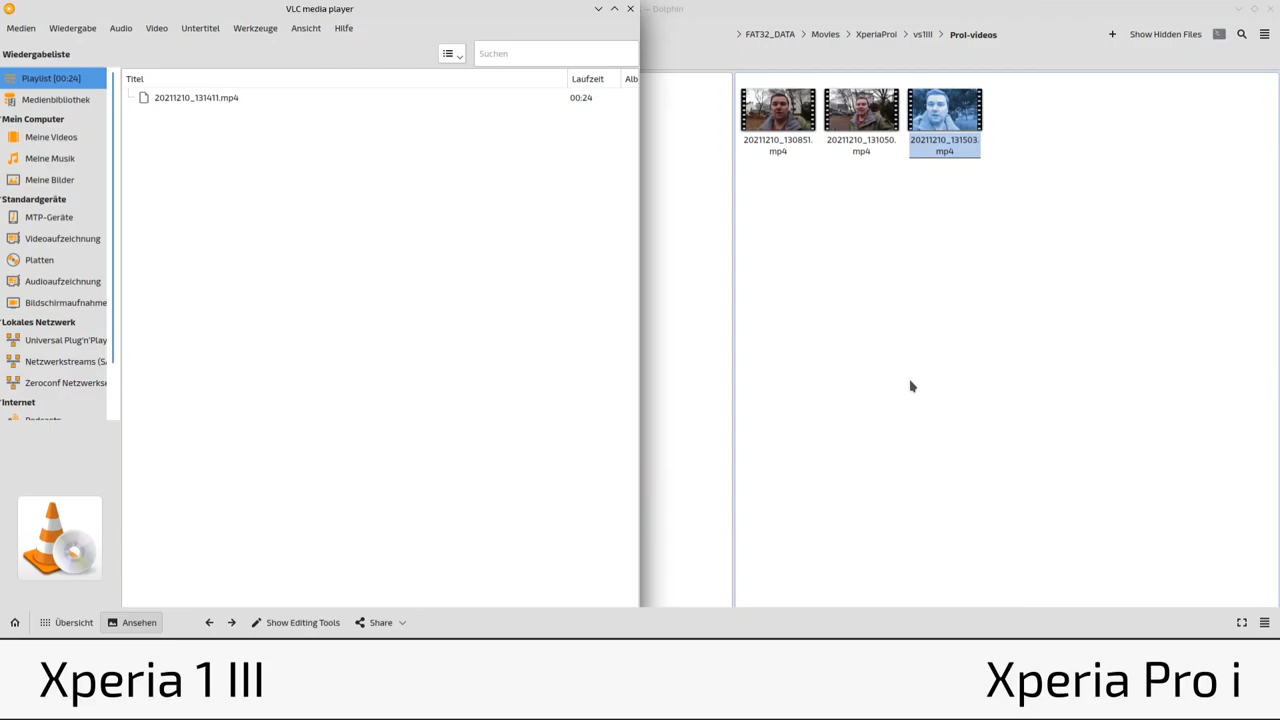 VLC media player
— Dolphin
Medien Wiedergabe Audio Video Untertitel Werkzeuge Ansicht Hilfe
FAT32_DATA Movies XperiaProi vs1III ProI-videos
Show Hidden Files
Wiedergabeliste
Suchen
Playlist [00:24]
Medienbibliothek
Mein Computer
Meine Videos
Meine Musik
Meine Bilder
Standardgeräte
MTP-Geräte
Videoaufzeichnung
Platten
Audioaufzeichnung
Bildschirmaufnahme
Lokales Netzwerk
Universal Plug'n'Play
Netzwerkstreams (S
Zeroconf Netzwerkse
Internet
Titel Laufzeit Alb
20211210_131411.mp4 00:24
20211210_130851.
mp4
20211210_131050.
mp4
20211210_131503.
mp4
Übersicht Ansehen Show Editing Tools Share
Xperia 1 III Xperia Pro i